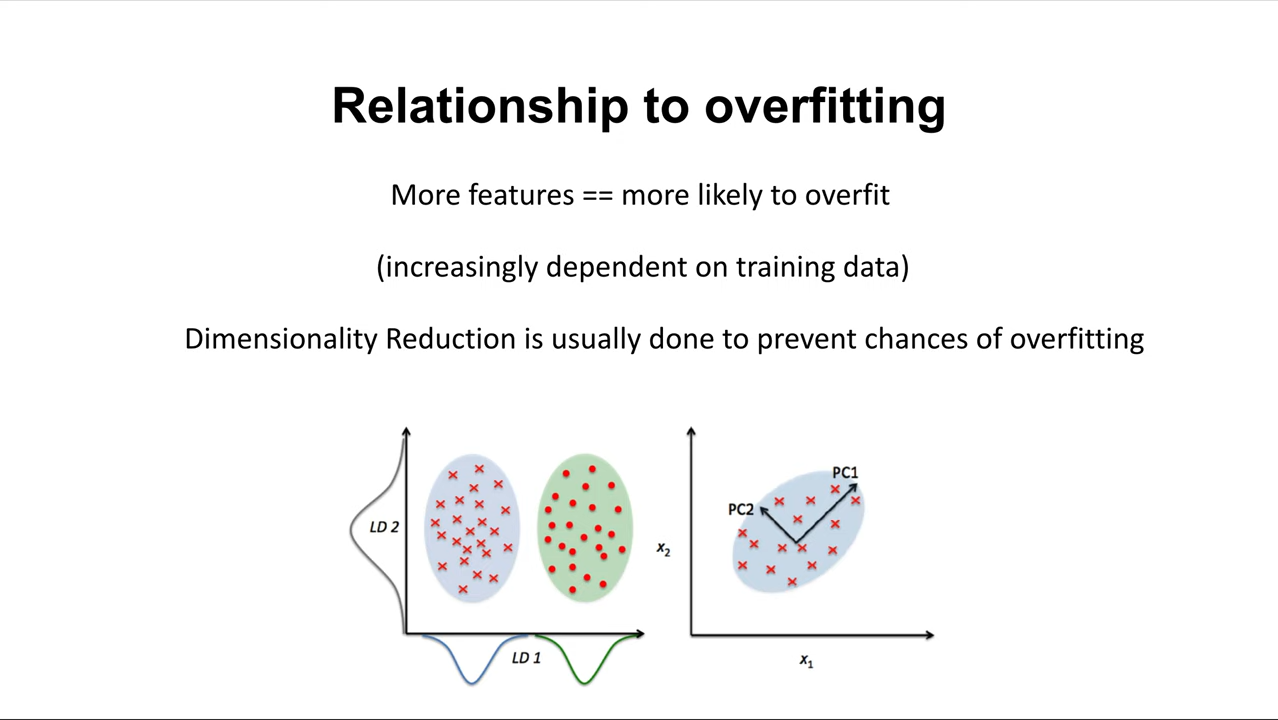 Relationship to overfitting
More features == more likely to overfit
(increasingly dependent on training data)
Dimensionality Reduction is usually done to prevent chances of overfitting
LD 2
LD 1
PC1
PC2
x₂
x₁